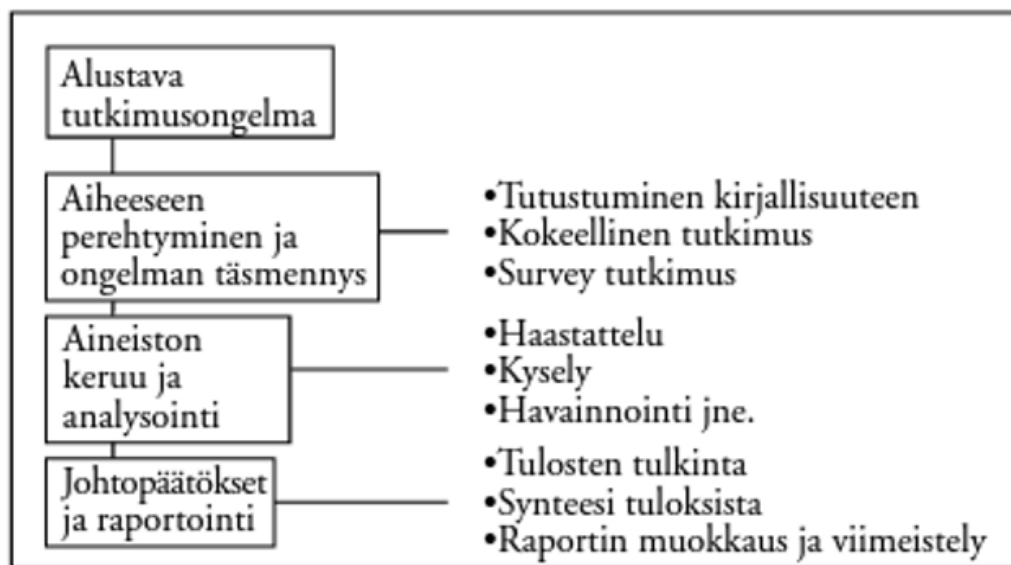 Alustava
tutkimusongelma
Aiheeseen
perehtyminen ja
ongelman täsmennys
•Tutustuminen kirjallisuuteen
•Kokeellinen tutkimus
•Survey tutkimus
Aineiston
keruu ja
analysointi
•Haastattelu
•Kysely
•Havainnointi jne.
Johtopäätökset
ja raportointi
•Tulosten tulkinta
•Synteesi tuloksista
•Raportin muokkaus ja viimeistely